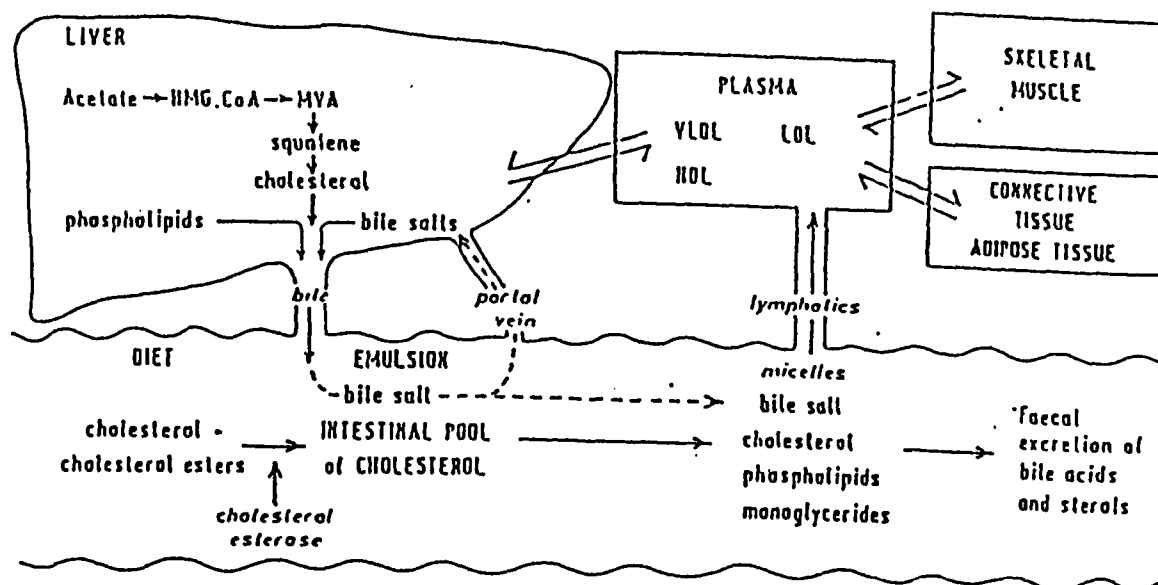 LIVER
Acetate → HMG.CoA → MVA
squalene
cholesterol
phospholipids
bile salts
bile
portal
vein
PLASMA
VLDL LDL
HDL
SKELETAL
MUSCLE
CONNECTIVE
TISSUE
ADIPOSE TISSUE
lymphatics
DIET
EMULSION
bile salt
cholesterol
cholesterol esters
INTESTINAL POOL
of CHOLESTEROL
cholesterol
esterase
micelles
bile salt
cholesterol
phospholipids
monoglycerides
faecal
excretion of
bile acids
and sterols